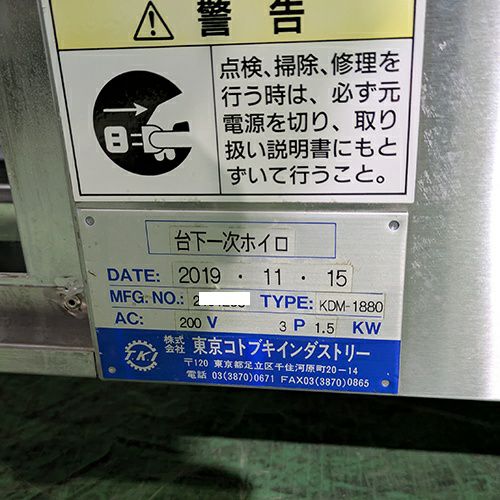 警告
点検、掃除、修理を
行う時は、必ず元
電源を切り、取り
扱い説明書にもと
ずいて行うこと。
台下一次ホイロ
DATE: 2019 · 11 · 15
MFG. NO.: TYPE: KDM-1880
AC: 200 V 3 P 1.5 KW
TKI 株式会社 東京コトブキインダストリー
〒120 東京都足立区千住河原町20-14
電話 03(3870)0671 FAX03(3870)0865